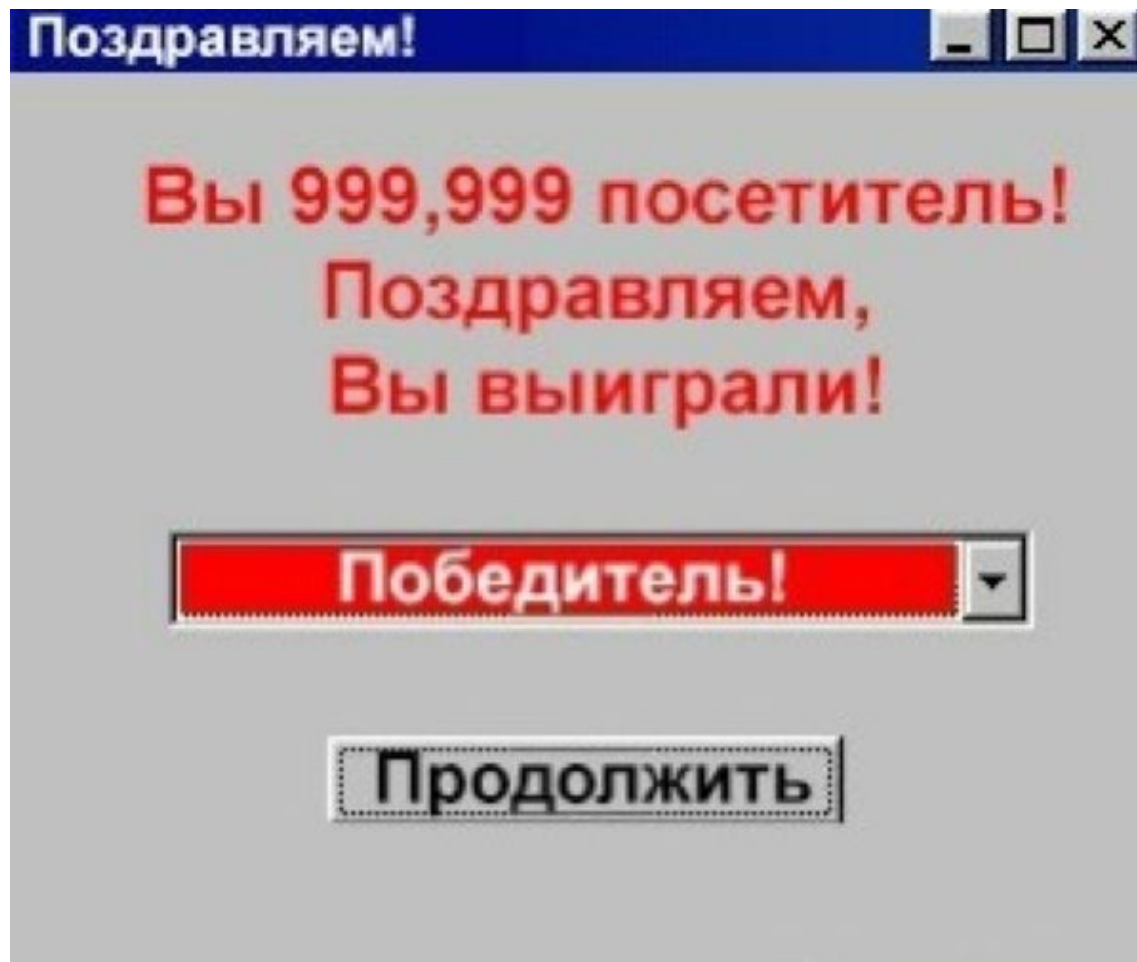 Поздравляем!
Вы 999,999 посетитель!
Поздравляем,
Вы выиграли!
Победитель!
Продолжить